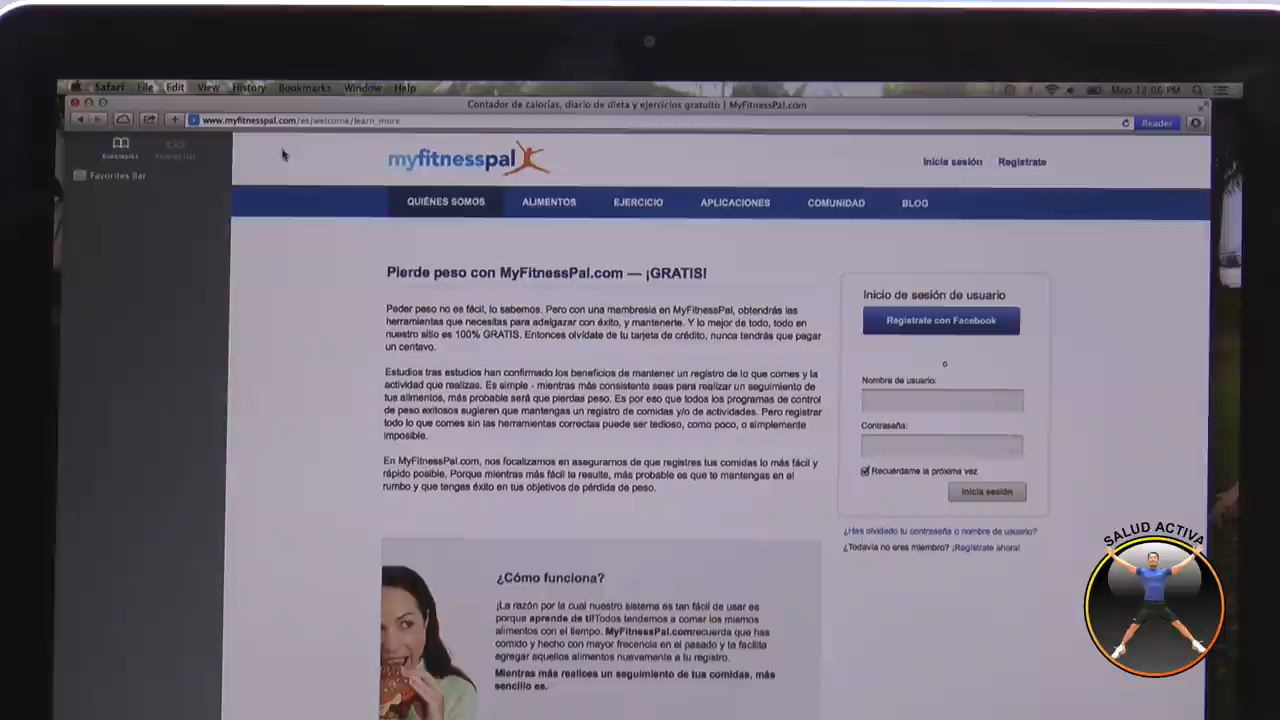 Safari File Edit View History Bookmarks Window Help
Mon 12:06 PM
Contador de calorías, diario de dieta y ejercicios gratuito | MyFitnessPal.com
www.myfitnesspal.com/es/welcome/learn_more
Reader
Bookmarks
Favorites Bar
myfitnesspal
Inicia sesión Regístrate
QUIÉNES SOMOS ALIMENTOS EJERCICIO APLICACIONES COMUNIDAD BLOG
Pierde peso con MyFitnessPal.com — ¡GRATIS!
Peder peso no es fácil, lo sabemos. Pero con una membresía en MyFitnessPal, obtendrás las
herramientas que necesitas para adelgazar con éxito, y mantenerte. Y lo mejor de todo, todo en
nuestro sitio es 100% GRATIS. Entonces olvídate de tu tarjeta de crédito, nunca tendrás que pagar
un centavo.
Estudios tras estudios han confirmado los beneficios de mantener un registro de lo que comes y la
actividad que realizas. Es simple - mientras más consistente seas para realizar un seguimiento de
tus alimentos, más probable será que pierdas peso. Es por eso que todos los programas de control
de peso exitosos sugieren que mantengas un registro de comidas y/o de actividades. Pero registrar
todo lo que comes sin las herramientas correctas puede ser tedioso, como poco, o simplemente
imposible.
En MyFitnessPal.com, nos focalizamos en asegurarnos de que registres tus comidas lo más fácil y
rápido posible. Porque mientras más fácil te resulte, más probable es que te mantengas en el
rumbo y que tengas éxito en tus objetivos de pérdida de peso.
Inicio de sesión de usuario
Regístrate con Facebook
o
Nombre de usuario:
Contraseña:
Recuérdame la próxima vez
Inicia sesión
¿Has olvidado tu contraseña o nombre de usuario?
¿Todavía no eres miembro? ¡Regístrate ahora!
¿Cómo funciona?
¡La razón por la cual nuestro sistema es tan fácil de usar es
porque aprende de ti!Todos tendemos a comer los mismos
alimentos con el tiempo. MyFitnessPal.comrecuerda que has
comido y hecho con mayor frecencia en el pasado y te facilita
agregar aquellos alimentos nuevamente a tu registro.
Mientras más realices un seguimiento de tus comidas, más
sencillo es.
SALUD ACTIVA